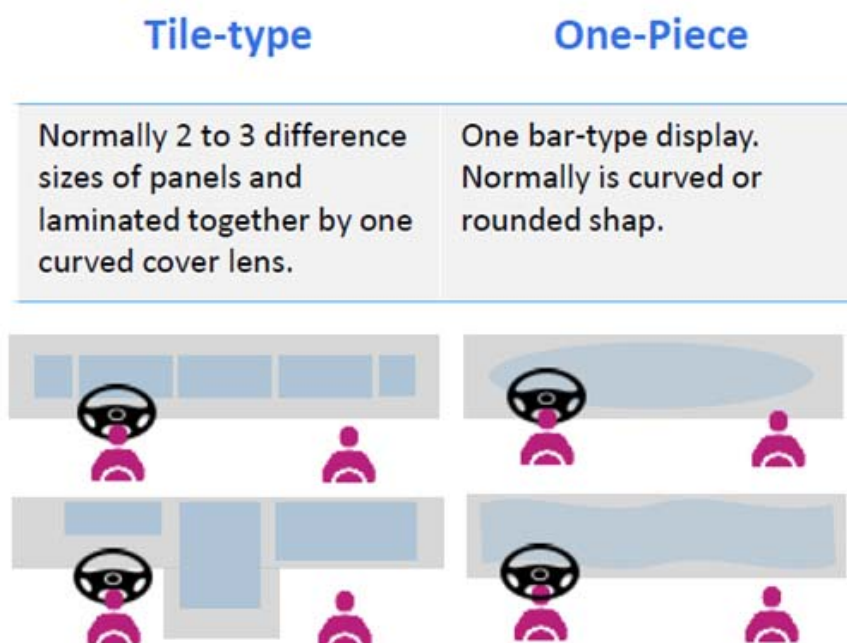 Tile-type
One-Piece
Normally 2 to 3 difference
sizes of panels and
laminated together by one
curved cover lens.
One bar-type display.
Normally is curved or
rounded shap.